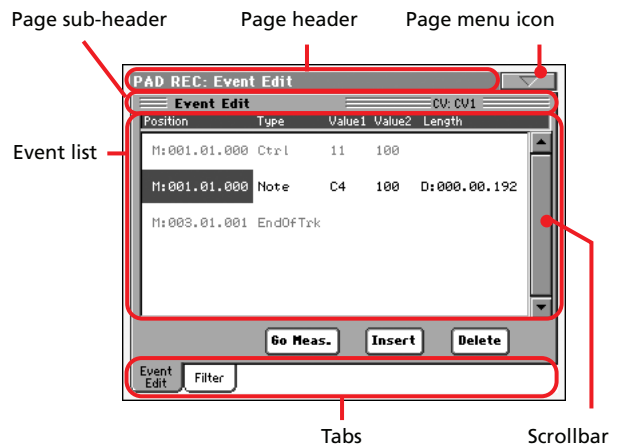 Page sub-header Page header Page menu icon
PAD REC: Event Edit
Event Edit CV: CV1
Position Type Value1 Value2 Length
Event list
M:001.01.000 Ctrl 11 100
M:001.01.000 Note C4 100 D:000.00.192
M:003.01.001 EndOfTrk
Go Meas. Insert Delete
Event
Edit
Filter
Tabs Scrollbar